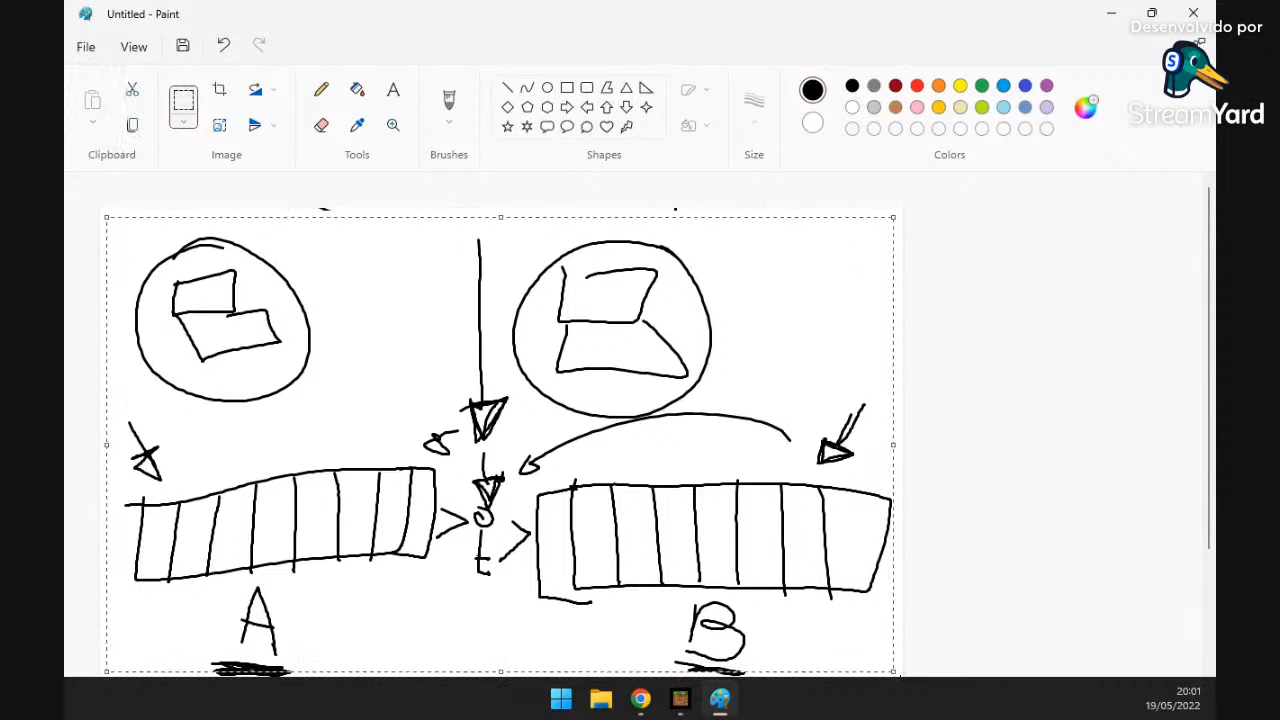 Untitled - Paint
Desenvolvido por
StreamYard
File
View
A
Clipboard
Image
Tools
Brushes
Shapes
Size
Colors
A
B
20:01
19/05/2022